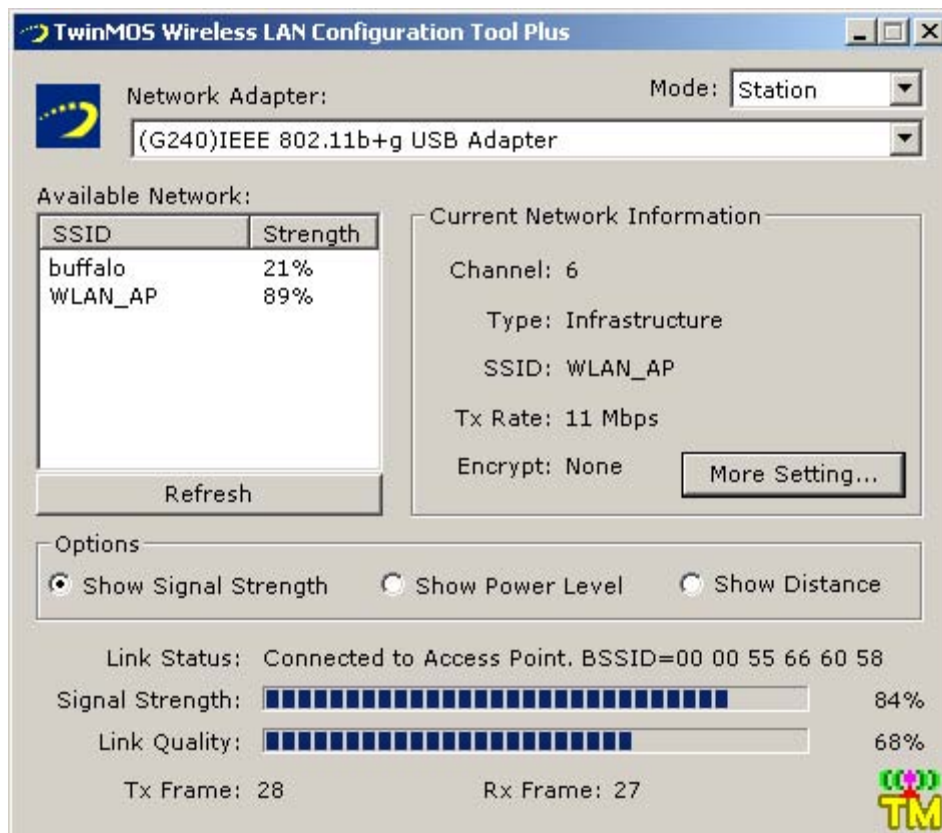 TwinMOS Wireless LAN Configuration Tool Plus
Network Adapter:
Mode: Station
(G240)IEEE 802.11b+g USB Adapter
Available Network:
SSID Strength
buffalo 21%
WLAN_AP 89%
Refresh
Current Network Information
Channel: 6
Type: Infrastructure
SSID: WLAN_AP
Tx Rate: 11 Mbps
Encrypt: None
More Setting...
Options
Show Signal Strength Show Power Level Show Distance
Link Status: Connected to Access Point. BSSID=00 00 55 66 60 58
Signal Strength: 84%
Link Quality: 68%
Tx Frame: 28 Rx Frame: 27
TM